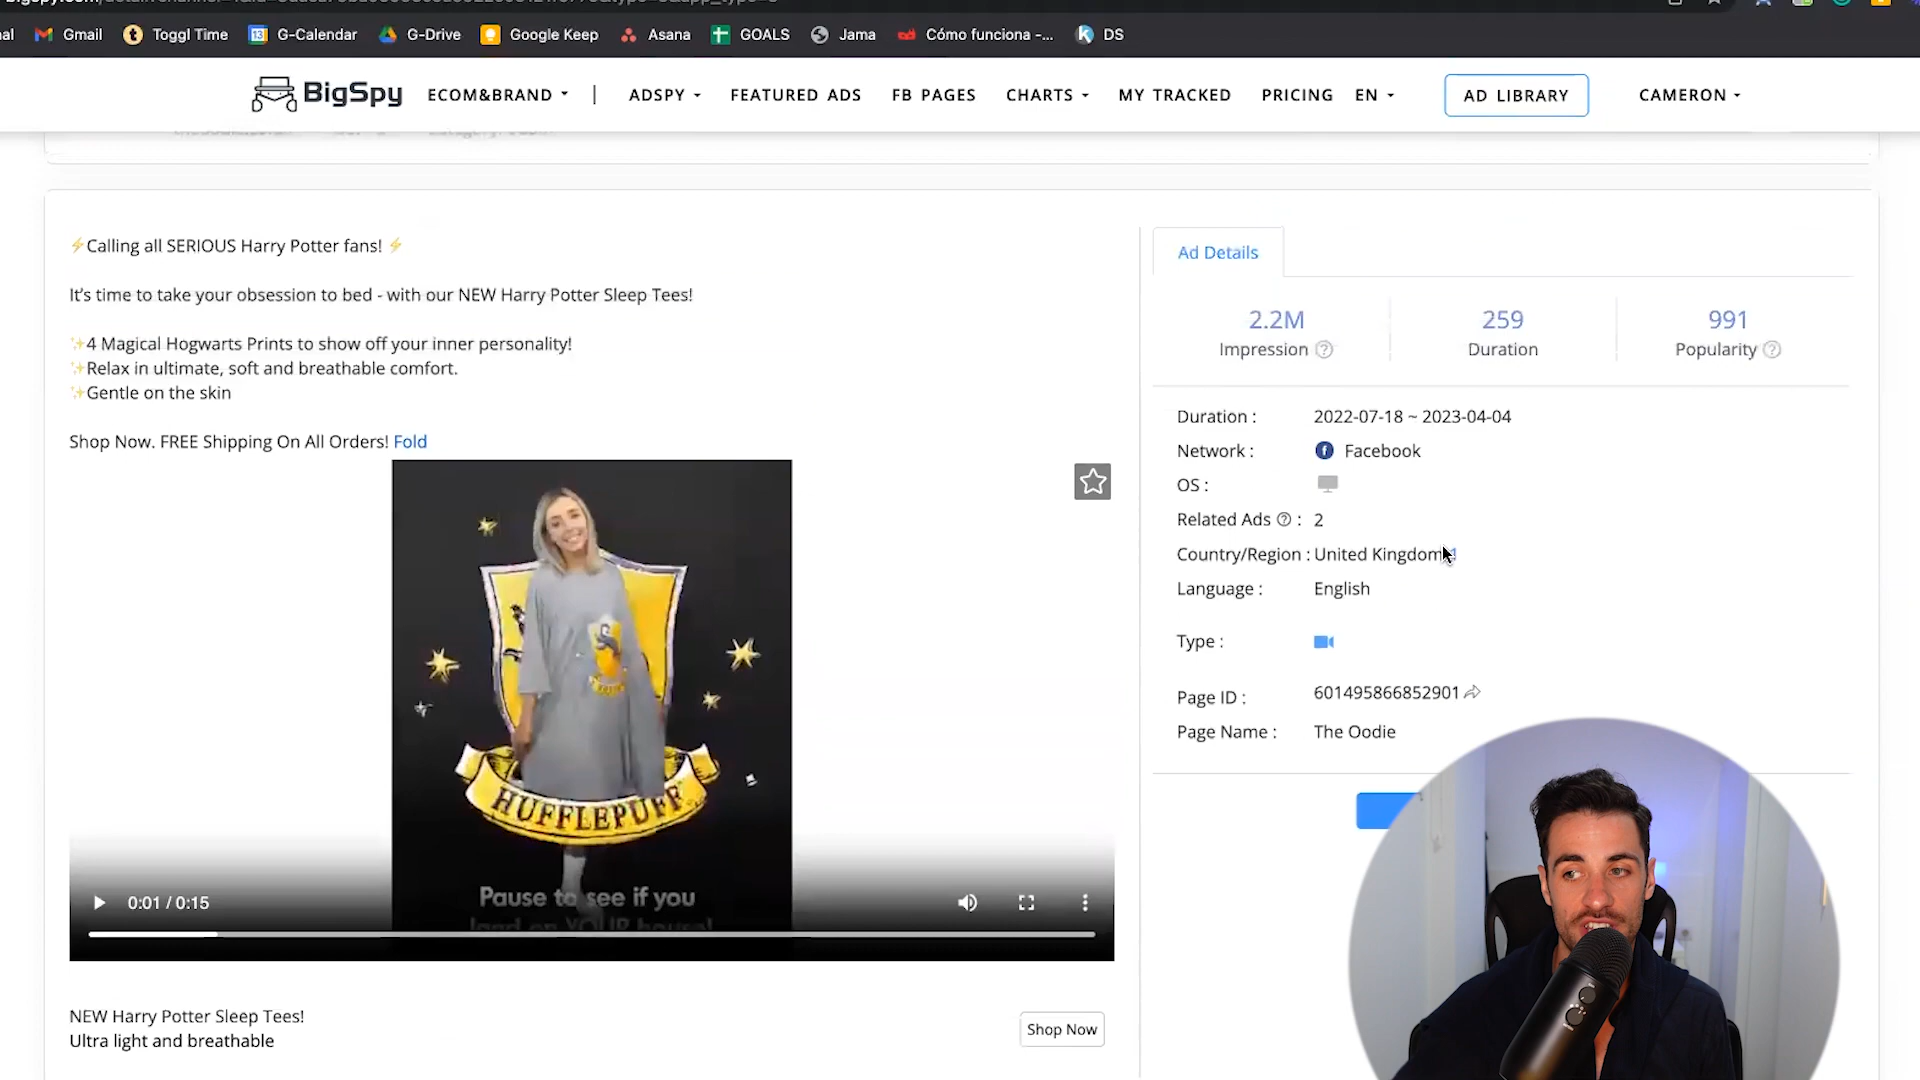 Gmail Toggl Time G-Calendar G-Drive Google Keep Asana GOALS Jama Cómo funciona -... DS
BigSpy ECOM&BRAND | ADSPY FEATURED ADS FB PAGES CHARTS MY TRACKED PRICING EN AD LIBRARY CAMERON
⚡Calling all SERIOUS Harry Potter fans! ⚡
It's time to take your obsession to bed - with our NEW Harry Potter Sleep Tees!
✨4 Magical Hogwarts Prints to show off your inner personality!
✨Relax in ultimate, soft and breathable comfort.
✨Gentle on the skin
Shop Now. FREE Shipping On All Orders! Fold
HUFFLEPUFF
Pause to see if you
land on YOUR house!
0:01 / 0:15
NEW Harry Potter Sleep Tees!
Ultra light and breathable
Shop Now
Ad Details
2.2M 259 991
Impression Duration Popularity
Duration : 2022-07-18 ~ 2023-04-04
Network : Facebook
OS :
Related Ads : 2
Country/Region : United Kingdom
Language : English
Type :
Page ID : 601495866852901
Page Name : The Oodie